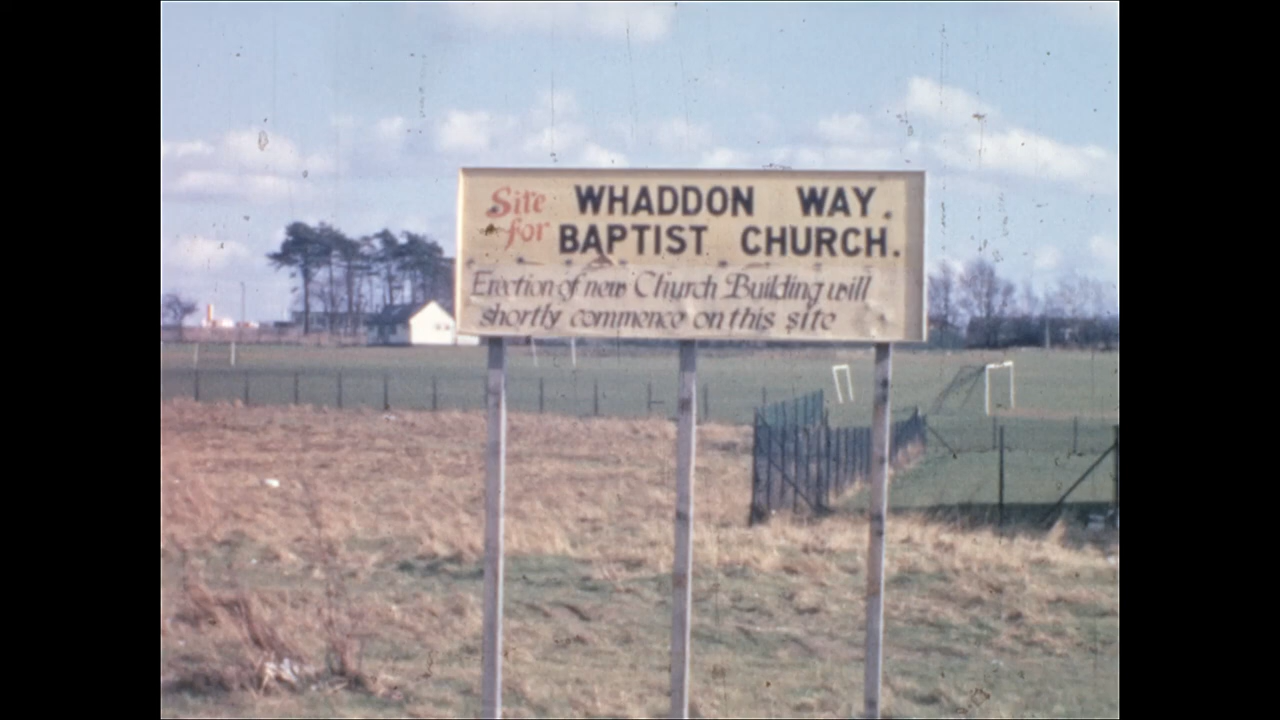 Site for WHADDON WAY.
BAPTIST CHURCH.
Erection of new Church Building will
shortly commence on this site